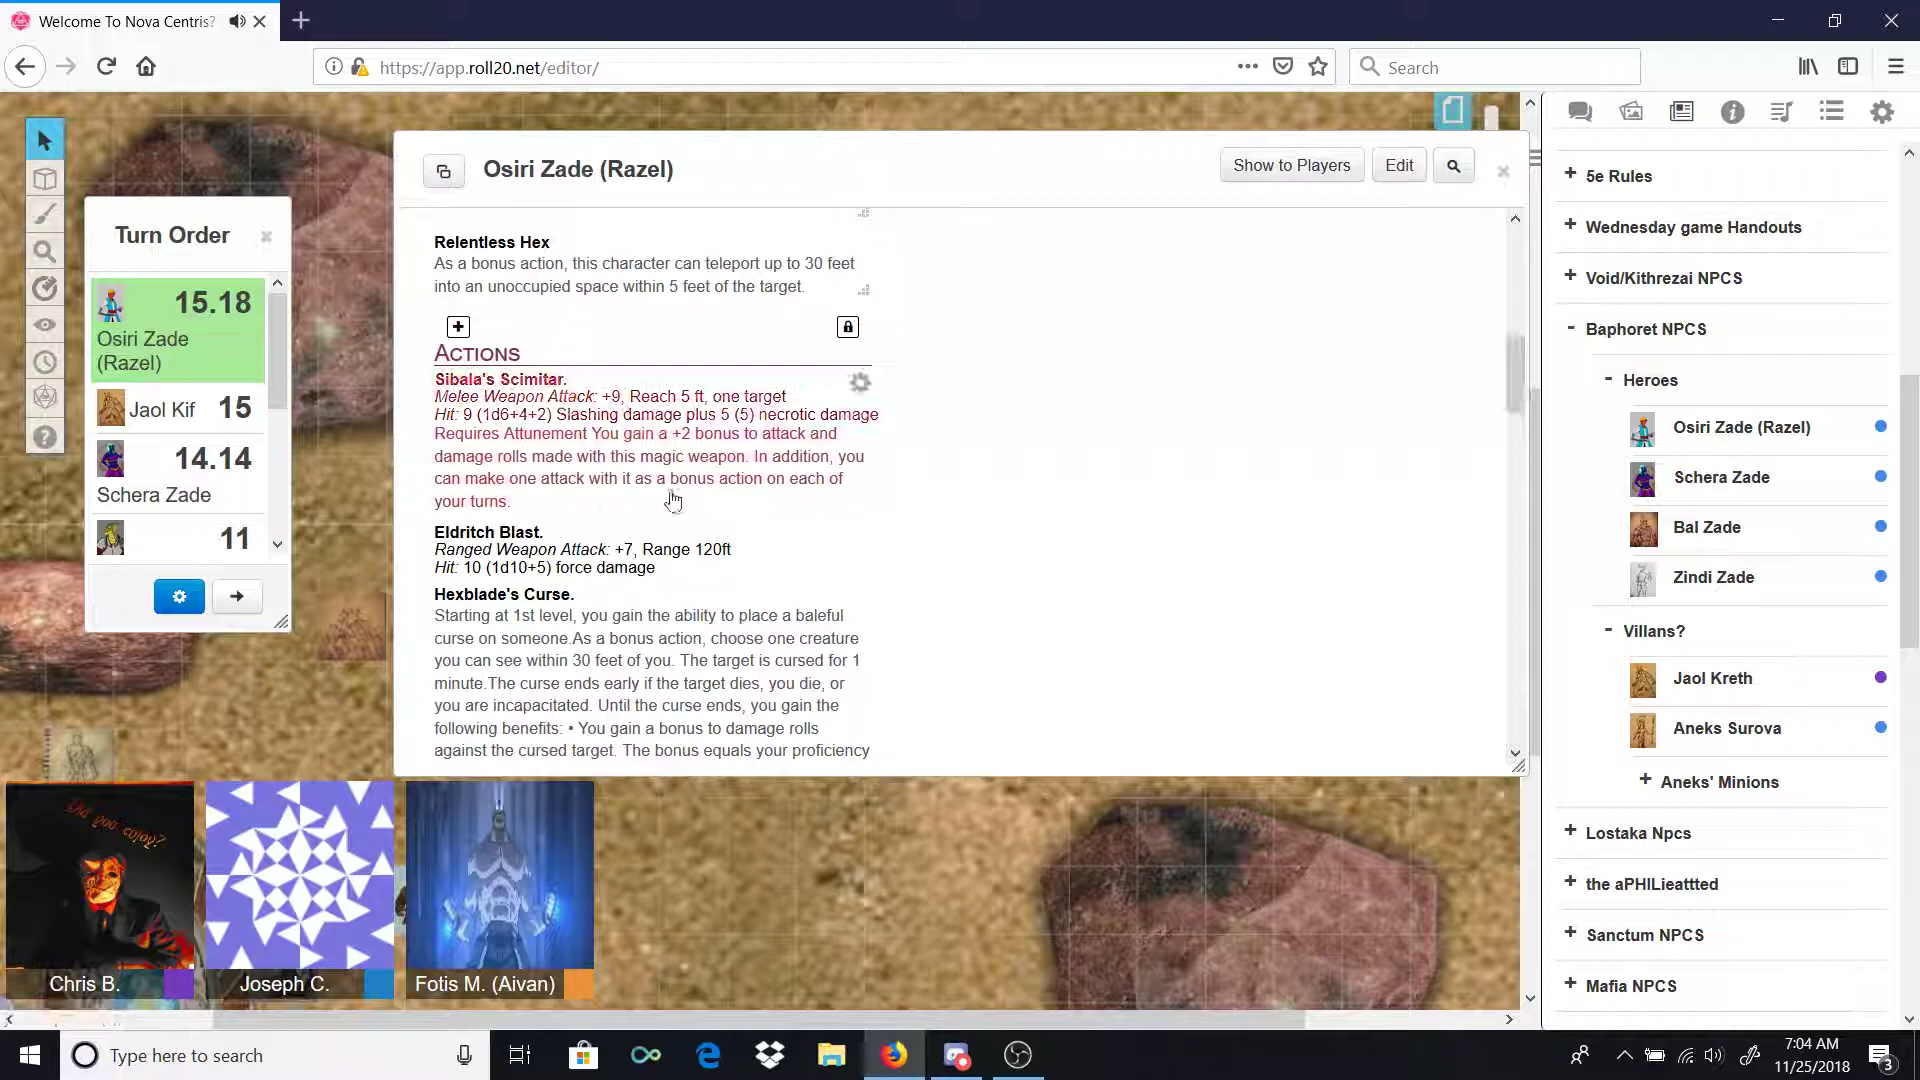 Welcome To Nova Centris?
https://app.roll20.net/editor/
Search
Turn Order
15.18
Osiri Zade
(Razel)
Jaol Kif 15
14.14
Schera Zade
11
Osiri Zade (Razel)
Show to Players
Edit
Relentless Hex
As a bonus action, this character can teleport up to 30 feet
into an unoccupied space within 5 feet of the target.
ACTIONS
Sibala's Scimitar.
Melee Weapon Attack: +9, Reach 5 ft, one target
Hit: 9 (1d6+4+2) Slashing damage plus 5 (5) necrotic damage
Requires Attunement You gain a +2 bonus to attack and
damage rolls made with this magic weapon. In addition, you
can make one attack with it as a bonus action on each of
your turns.
Eldritch Blast.
Ranged Weapon Attack: +7, Range 120ft
Hit: 10 (1d10+5) force damage
Hexblade's Curse.
Starting at 1st level, you gain the ability to place a baleful
curse on someone.As a bonus action, choose one creature
you can see within 30 feet of you. The target is cursed for 1
minute.The curse ends early if the target dies, you die, or
you are incapacitated. Until the curse ends, you gain the
following benefits: • You gain a bonus to damage rolls
against the cursed target. The bonus equals your proficiency
5e Rules
Wednesday game Handouts
Void/Kithrezai NPCS
Baphoret NPCS
Heroes
Osiri Zade (Razel)
Schera Zade
Bal Zade
Zindi Zade
Villans?
Jaol Kreth
Aneks Surova
Aneks' Minions
Lostaka Npcs
the aPHILieattted
Sanctum NPCS
Mafia NPCS
Did you enjoy?
Chris B.
Joseph C.
Fotis M. (Aivan)
Type here to search
7:04 AM
11/25/2018
3